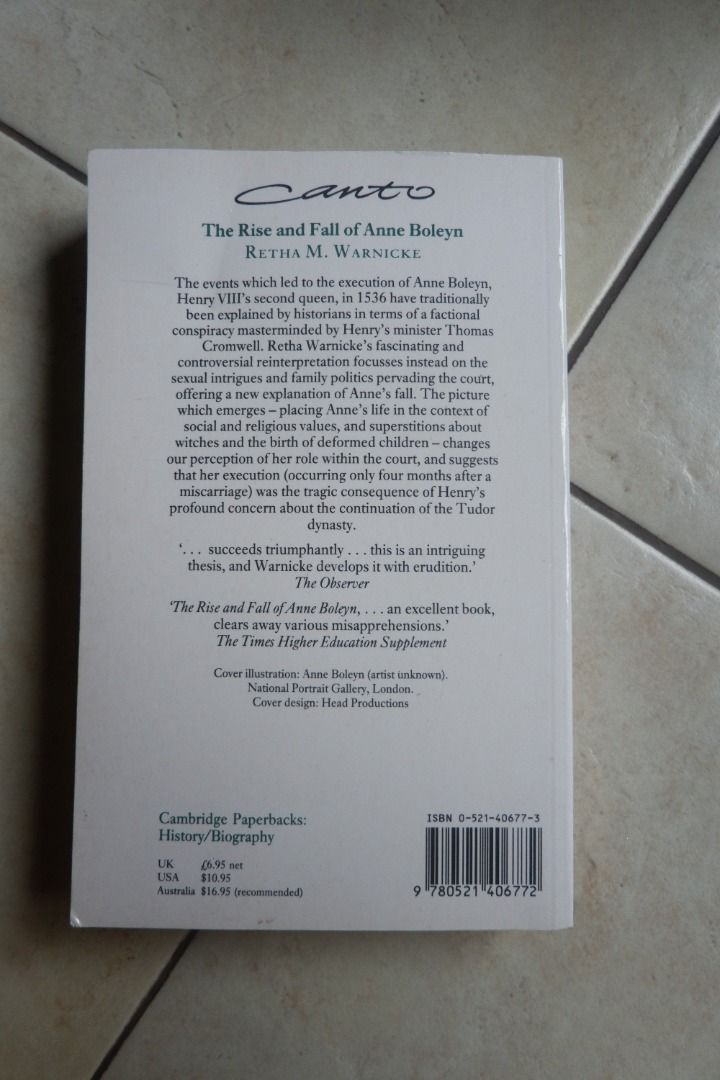 canto
The Rise and Fall of Anne Boleyn
RETHA M. WARNICKE
The events which led to the execution of Anne Boleyn,
Henry VIII's second queen, in 1536 have traditionally
been explained by historians in terms of a factional
conspiracy masterminded by Henry's minister Thomas
Cromwell. Retha Warnicke's fascinating and
controversial reinterpretation focusses instead on the
sexual intrigues and family politics pervading the court,
offering a new explanation of Anne's fall. The picture
which emerges – placing Anne's life in the context of
social and religious values, and superstitions about
witches and the birth of deformed children – changes
our perception of her role within the court, and suggests
that her execution (occurring only four months after a
miscarriage) was the tragic consequence of Henry's
profound concern about the continuation of the Tudor
dynasty.
'. . . succeeds triumphantly . . . this is an intriguing
thesis, and Warnicke develops it with erudition.'
The Observer
'The Rise and Fall of Anne Boleyn, . . . an excellent book,
clears away various misapprehensions.'
The Times Higher Education Supplement
Cover illustration: Anne Boleyn (artist unknown).
National Portrait Gallery, London.
Cover design: Head Productions
Cambridge Paperbacks:
History/Biography
UK £6.95 net
USA $10.95
Australia $16.95 (recommended)
ISBN 0-521-40677-3
9 780521 406772